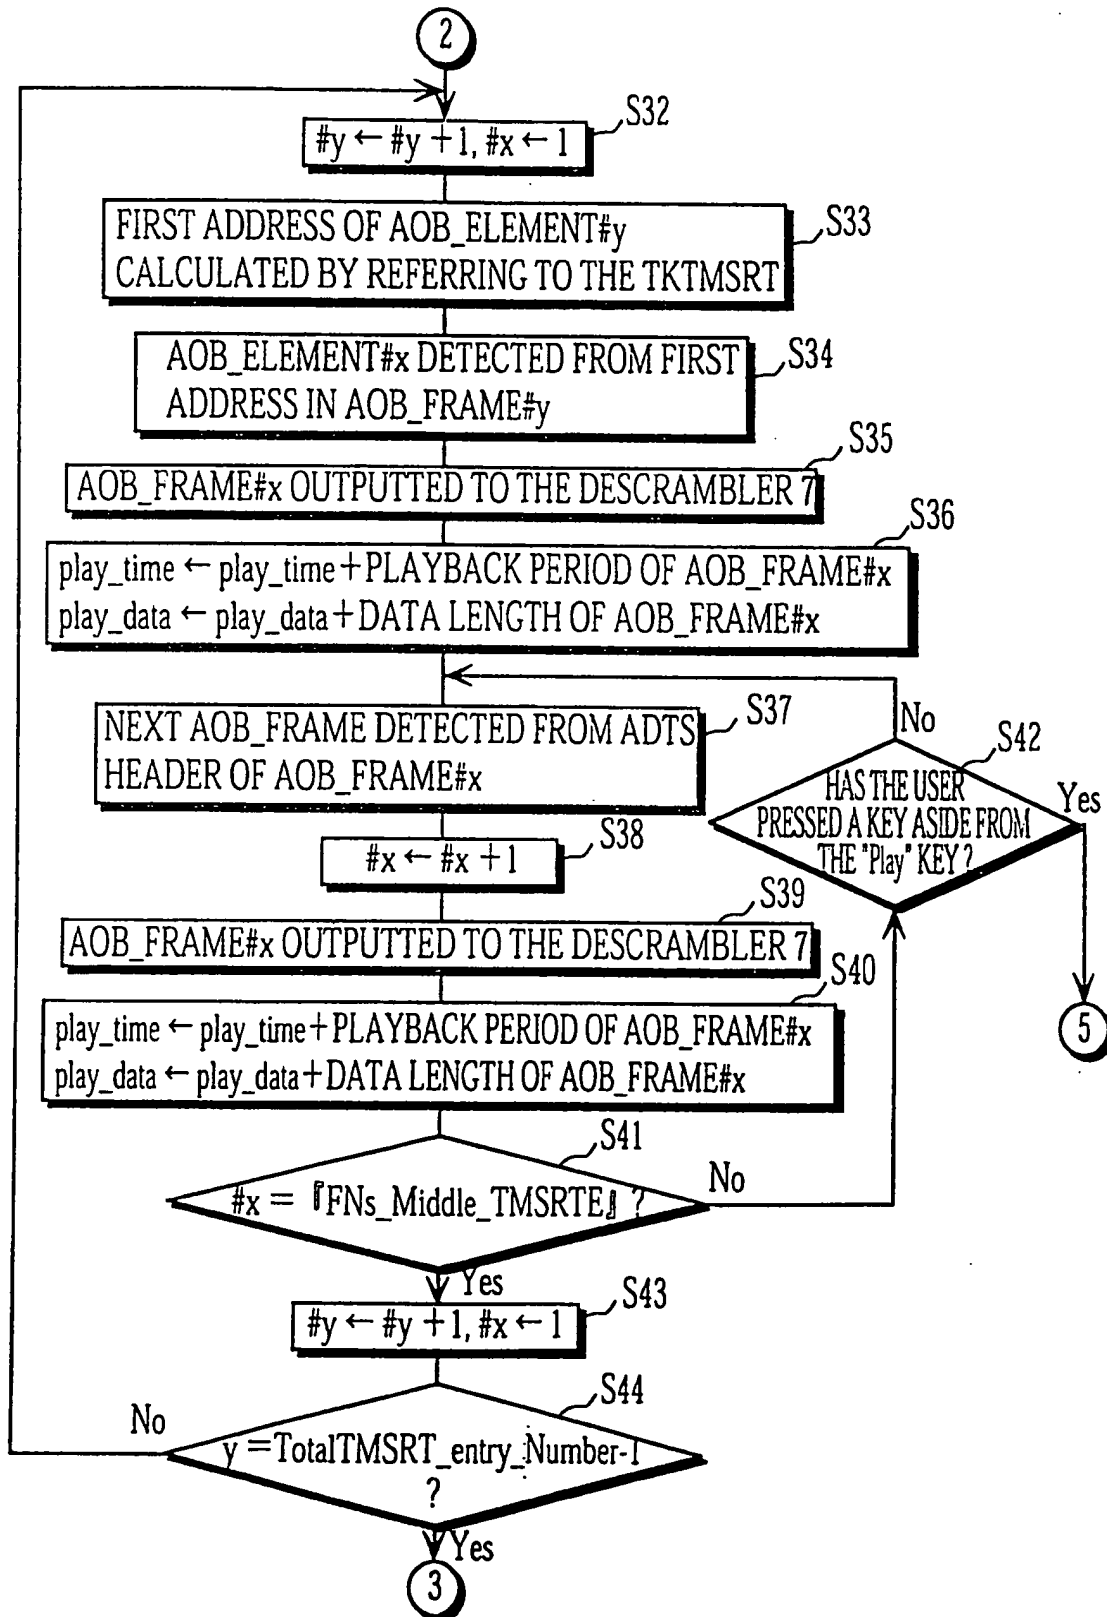 2
S32
#y ← #y + 1, #x ← 1
S33
FIRST ADDRESS OF AOB_ELEMENT#y
CALCULATED BY REFERRING TO THE TKTMSRT
S34
AOB_ELEMENT#x DETECTED FROM FIRST
ADDRESS IN AOB_FRAME#y
S35
AOB_FRAME#x OUTPUTTED TO THE DESCRAMBLER 7
S36
play_time ← play_time+PLAYBACK PERIOD OF AOB_FRAME#x
play_data ← play_data+DATA LENGTH OF AOB_FRAME#x
S37
NEXT AOB_FRAME DETECTED FROM ADTS
HEADER OF AOB_FRAME#x
No
S42
HAS THE USER
PRESSED A KEY ASIDE FROM
THE "Play" KEY ?
Yes
S38
#x ← #x + 1
S39
AOB_FRAME#x OUTPUTTED TO THE DESCRAMBLER 7
S40
play_time ← play_time+PLAYBACK PERIOD OF AOB_FRAME#x
play_data ← play_data+DATA LENGTH OF AOB_FRAME#x
5
S41
#x = 『FNs_Middle_TMSRTE』 ?
No
Yes
S43
#y ← #y + 1, #x ← 1
S44
No
y =TotalTMSRT_entry_Number-1
?
Yes
3